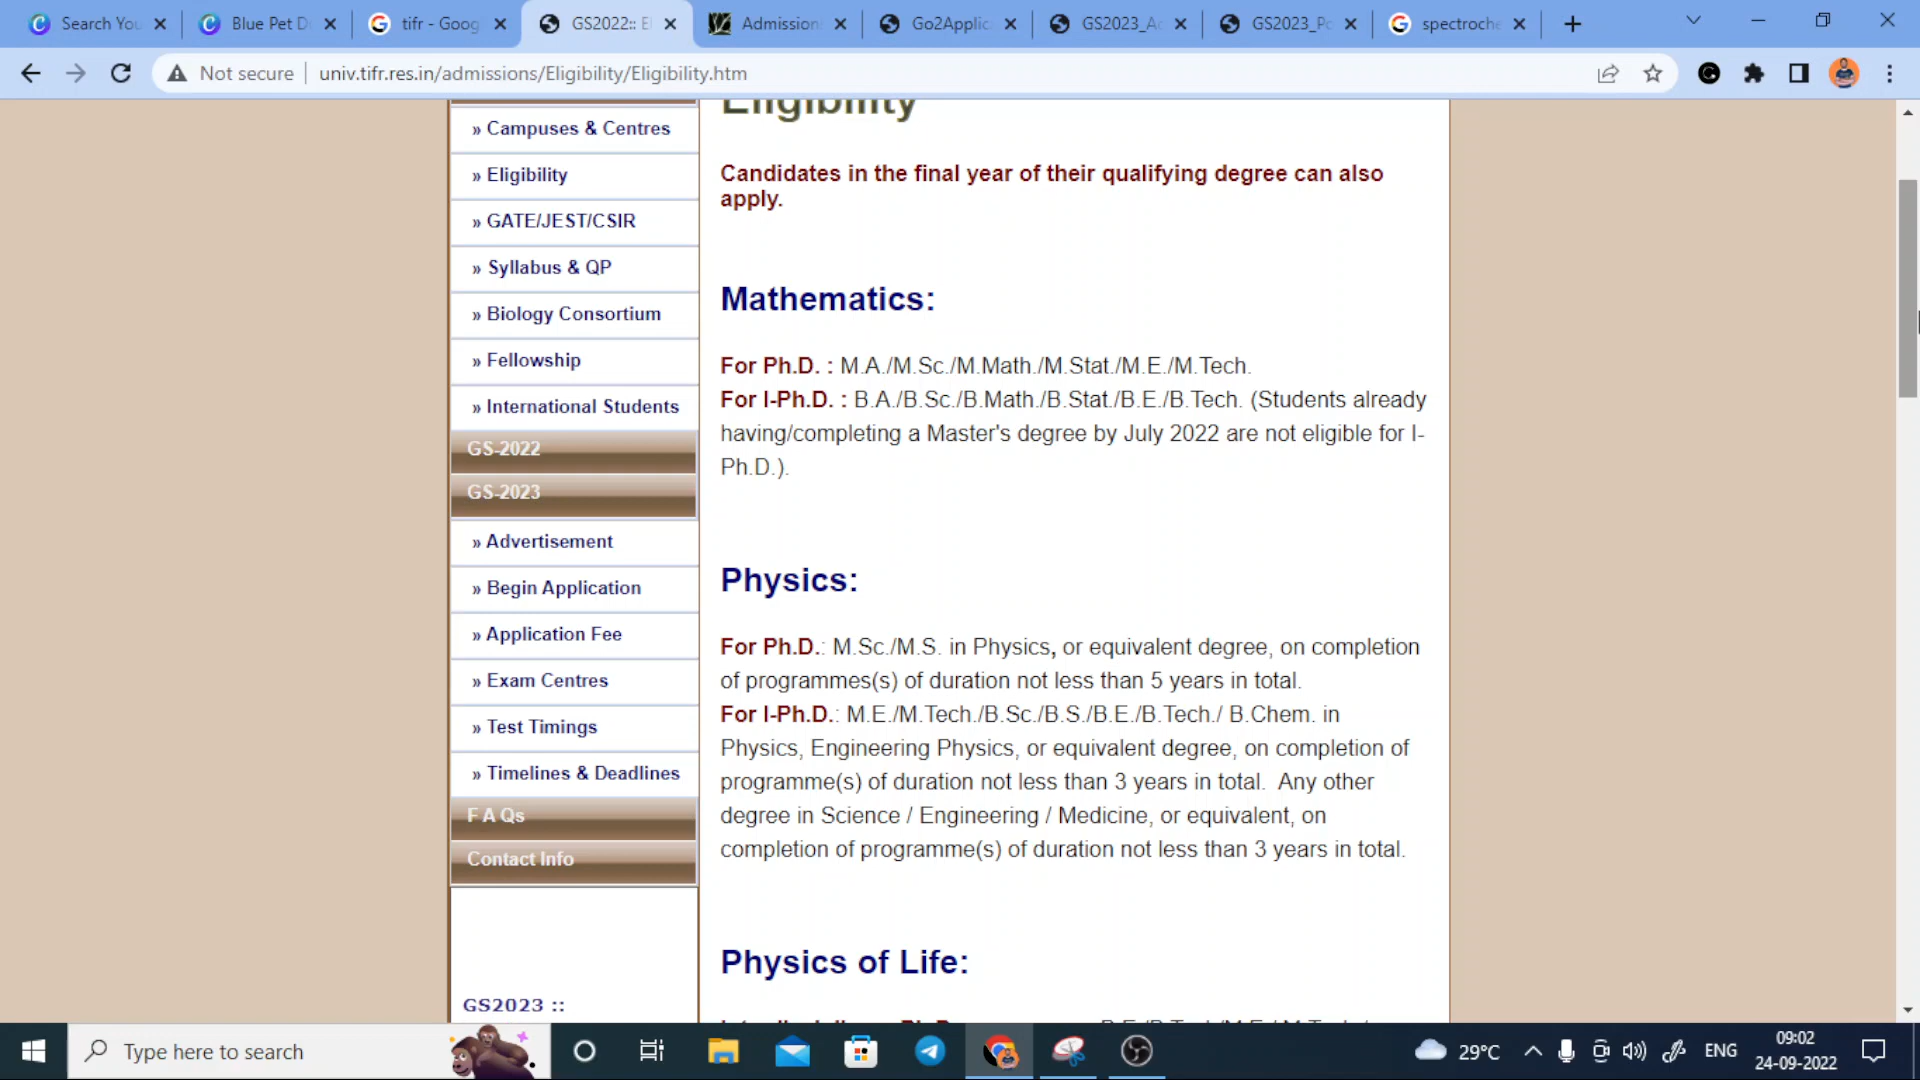 Search You
Blue Pet D
tifr - Goog
GS2022:: El
Admission
Go2Applic
GS2023_Ac
GS2023_Po
spectroche
Not secure
univ.tifr.res.in/admissions/Eligibility/Eligibility.htm
» Campuses & Centres
» Eligibility
» GATE/JEST/CSIR
» Syllabus & QP
» Biology Consortium
» Fellowship
» International Students
GS-2022
GS-2023
» Advertisement
» Begin Application
» Application Fee
» Exam Centres
» Test Timings
» Timelines & Deadlines
F A Qs
Contact Info
GS2023 ::
Eligibility
Candidates in the final year of their qualifying degree can also
apply.
Mathematics:
For Ph.D. : M.A./M.Sc./M.Math./M.Stat./M.E./M.Tech.
For I-Ph.D. : B.A./B.Sc./B.Math./B.Stat./B.E./B.Tech. (Students already
having/completing a Master's degree by July 2022 are not eligible for I-
Ph.D.).
Physics:
For Ph.D.: M.Sc./M.S. in Physics, or equivalent degree, on completion
of programmes(s) of duration not less than 5 years in total.
For I-Ph.D.: M.E./M.Tech./B.Sc./B.S./B.E./B.Tech./ B.Chem. in
Physics, Engineering Physics, or equivalent degree, on completion of
programme(s) of duration not less than 3 years in total.  Any other
degree in Science / Engineering / Medicine, or equivalent, on
completion of programme(s) of duration not less than 3 years in total.
Physics of Life:
Type here to search
29°C
ENG
09:02
24-09-2022